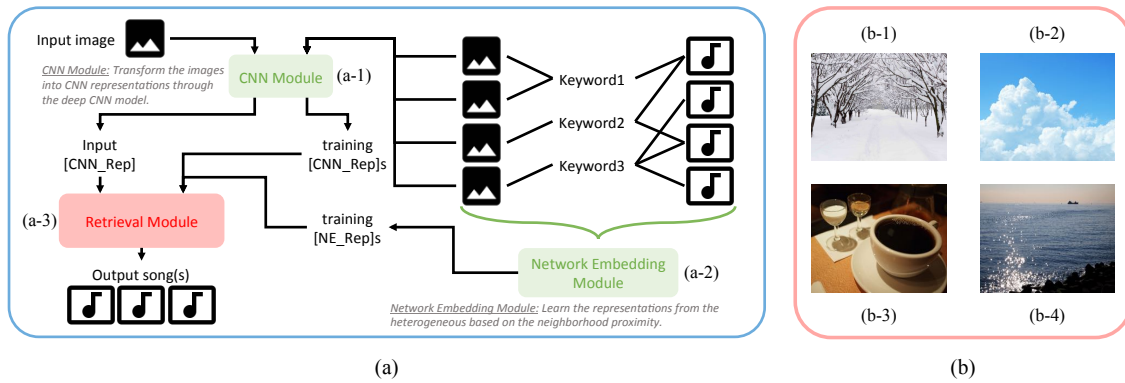 Input image
CNN Module: Transform the images
into CNN representations through
the deep CNN model.
CNN Module
(a-1)
Input
[CNN_Rep]
training
[CNN_Rep]s
(a-3)
Retrieval Module
training
[NE_Rep]s
Output song(s)
Keyword1
Keyword2
Keyword3
Network Embedding
Module
(a-2)
Network Embedding Module: Learn the representations from the
heterogeneous based on the neighborhood proximity.
(a)
(b-1)
(b-2)
(b-3)
(b-4)
(b)